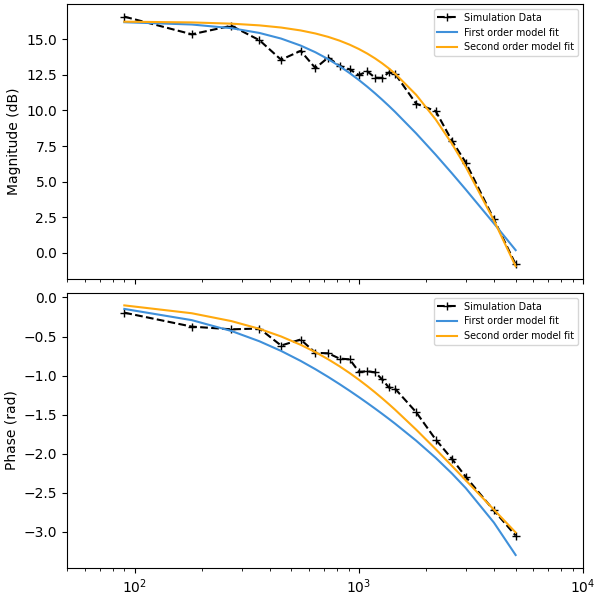 Magnitude (dB)
15.0
12.5
10.0
7.5
5.0
2.5
0.0
Simulation Data
First order model fit
Second order model fit
Phase (rad)
0.0
−0.5
−1.0
−1.5
−2.0
−2.5
−3.0
Simulation Data
First order model fit
Second order model fit
10² 10³ 10⁴